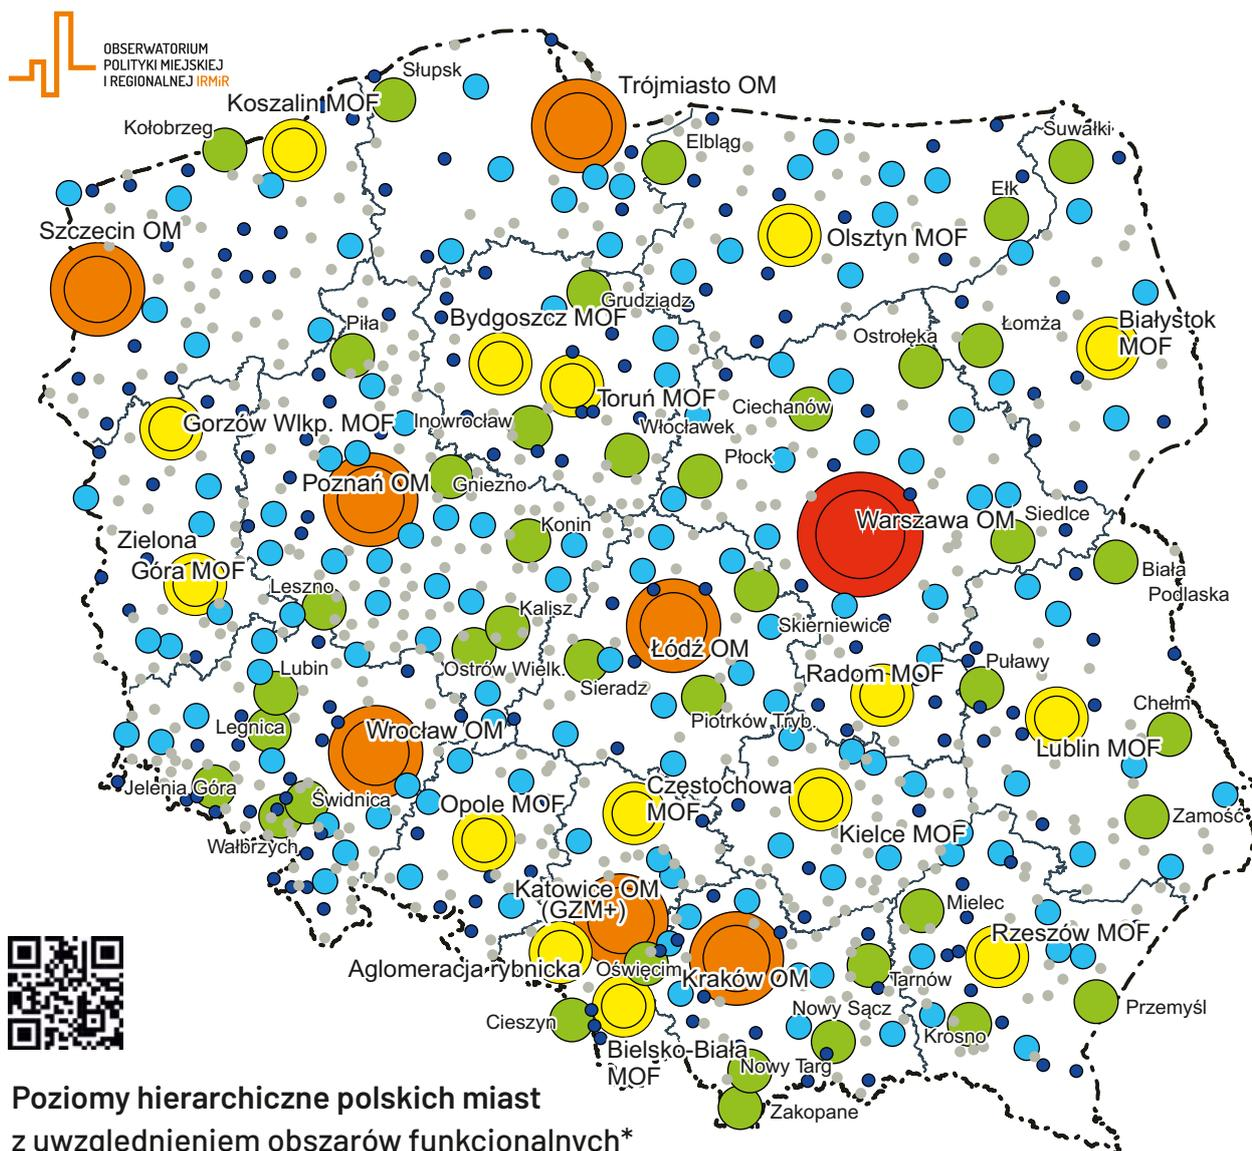 OBSERWATORIUM
POLITYKI MIEJSKIEJ
I REGIONALNEJ IRMiR
Słupsk
Trójmiasto OM
Koszalin MOF
Kołobrzeg
Elbląg
Suwałki
Ełk
Szczecin OM
Olsztyn MOF
Grudziądz
Bydgoszcz MOF
Piła
Łomża
Białystok
MOF
Ostrołęka
Toruń MOF
Ciechanów
Gorzów Wlkp. MOF
Inowrocław
Włocławek
Płock
Poznań OM
Gniezno
Warszawa OM
Siedlce
Konin
Zielona
Góra MOF
Biała
Podlaska
Leszno
Kalisz
Skierniewice
Łódź OM
Ostrów Wielk.
Sieradz
Puławy
Lubin
Radom MOF
Chełm
Piotrków Tryb.
Legnica
Wrocław OM
Lublin MOF
Jelenia Góra
Świdnica
Częstochowa
MOF
Opole MOF
Zamość
Kielce MOF
Wałbrzych
Katowice OM
(GZM+)
Mielec
Rzeszów MOF
Aglomeracja rybnicka
Oświęcim
Kraków OM
Tarnów
Przemyśl
Nowy Sącz
Cieszyn
Krosno
Bielsko-Biała
MOF
Nowy Targ
Zakopane
Poziomy hierarchiczne polskich miast
z uwzględnieniem obszarów funkcjonalnych*